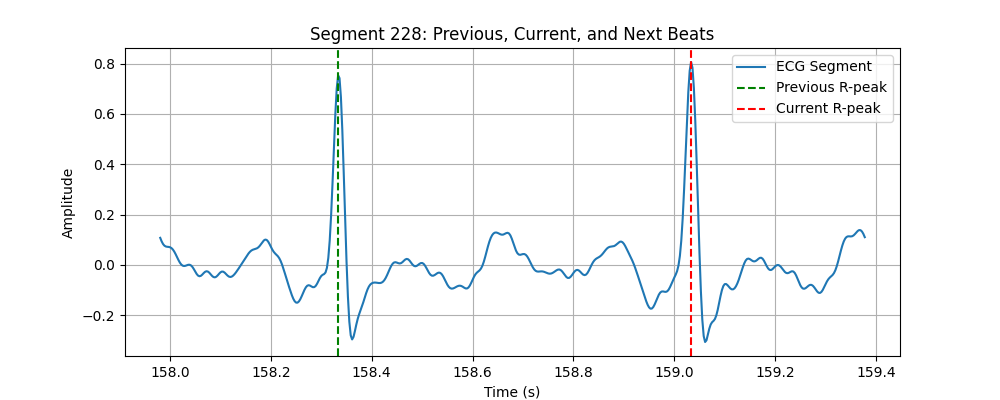 Segment 228: Previous, Current, and Next Beats
ECG Segment
Previous R-peak
Current R-peak
Amplitude
0.8
0.6
0.4
0.2
0.0
−0.2
158.0 158.2 158.4 158.6 158.8 159.0 159.2 159.4
Time (s)